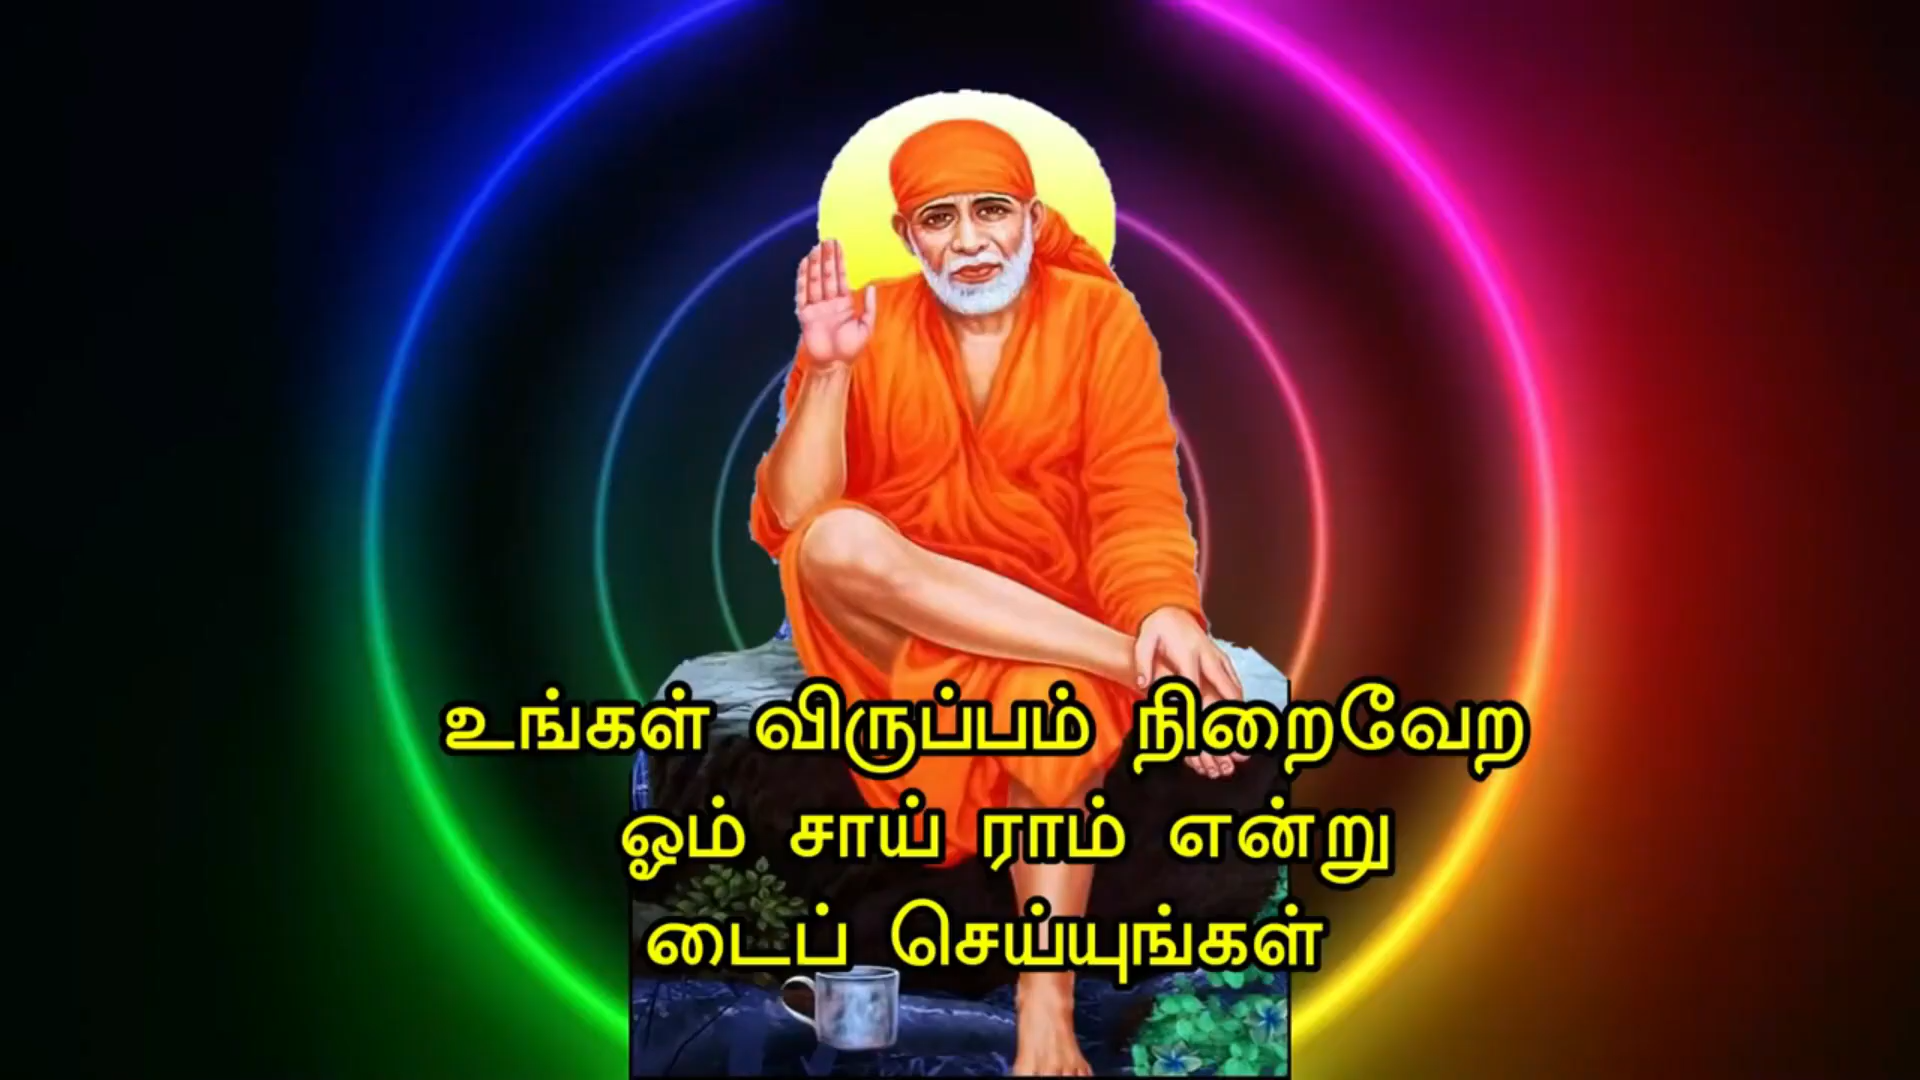 உங்கள் விருப்பம் நிறைவேற
ஓம் சாய் ராம் என்று
டைப் செய்யுங்கள்